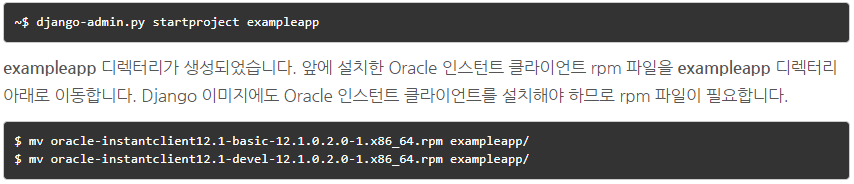 ~$ django-admin.py startproject exampleapp
exampleapp 디렉터리가 생성되었습니다. 앞에 설치한 Oracle 인스턴트 클라이언트 rpm 파일을 exampleapp 디렉터리
아래로 이동합니다. Django 이미지에도 Oracle 인스턴트 클라이언트를 설치해야 하므로 rpm 파일이 필요합니다.
$ mv oracle-instantclient12.1-basic-12.1.0.2.0-1.x86_64.rpm exampleapp/
$ mv oracle-instantclient12.1-devel-12.1.0.2.0-1.x86_64.rpm exampleapp/